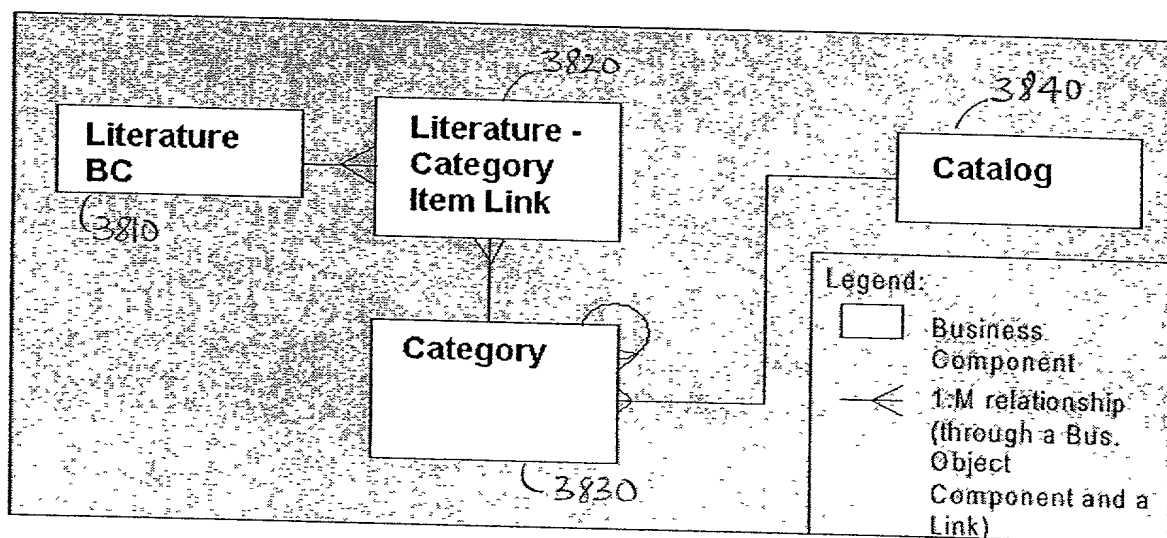 3820
3840
Literature
BC
Literature -
Category
Item Link
Catalog
3810
Category
3830
Legend:
Business
Component
1:M relationship
(through a Bus.
Object
Component and a
Link)